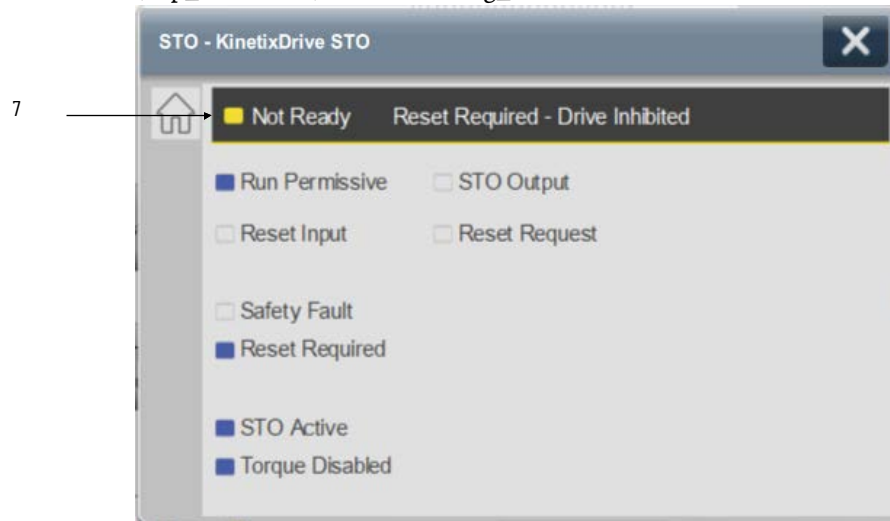 STO - KinetixDrive STO
7
Not Ready Reset Required - Drive Inhibited
Run Permissive STO Output
Reset Input Reset Request
Safety Fault
Reset Required
STO Active
Torque Disabled